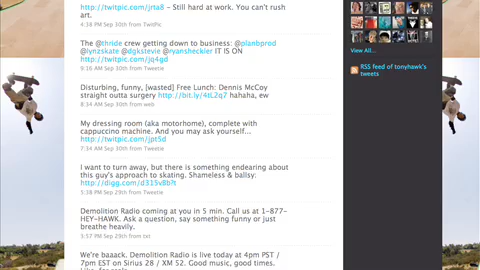 http://twitpic.com/jrta8 - Still hard at work. You can't rush
art.
4:38 PM Sep 30th from TwitPic
The @thride crew getting down to business: @planbprod
@lynzskate @dgkstevie @ryansheckler IT IS ON
http://twitpic.com/jq4gd
9:16 AM Sep 30th from Tweetie
Disturbing, funny, [wasted] Free Lunch: Dennis McCoy
straight outta surgery http://bit.ly/4tL2q7 hahaha, ew
8:34 AM Sep 30th from web
My dressing room (aka motorhome), complete with
cappuccino machine. And you may ask yourself...
http://twitpic.com/jpt5d
7:34 AM Sep 30th from Tweetie
I want to turn away, but there is something endearing about
this guy's approach to skating. Shameless & ballsy:
http://digg.com/d315v8b?t
5:38 PM Sep 29th from Tweetie
Demolition Radio coming at you in 5 min. Call us at 1-877-
HEY-HAWK. Ask a question, say something funny or just
breathe heavily.
3:57 PM Sep 29th from txt
We're baaack. Demolition Radio is live today at 4pm PST /
7pm EST on Sirius 28 / XM 52. Good music, good times.
View All...
RSS feed of tonyhawk's
tweets